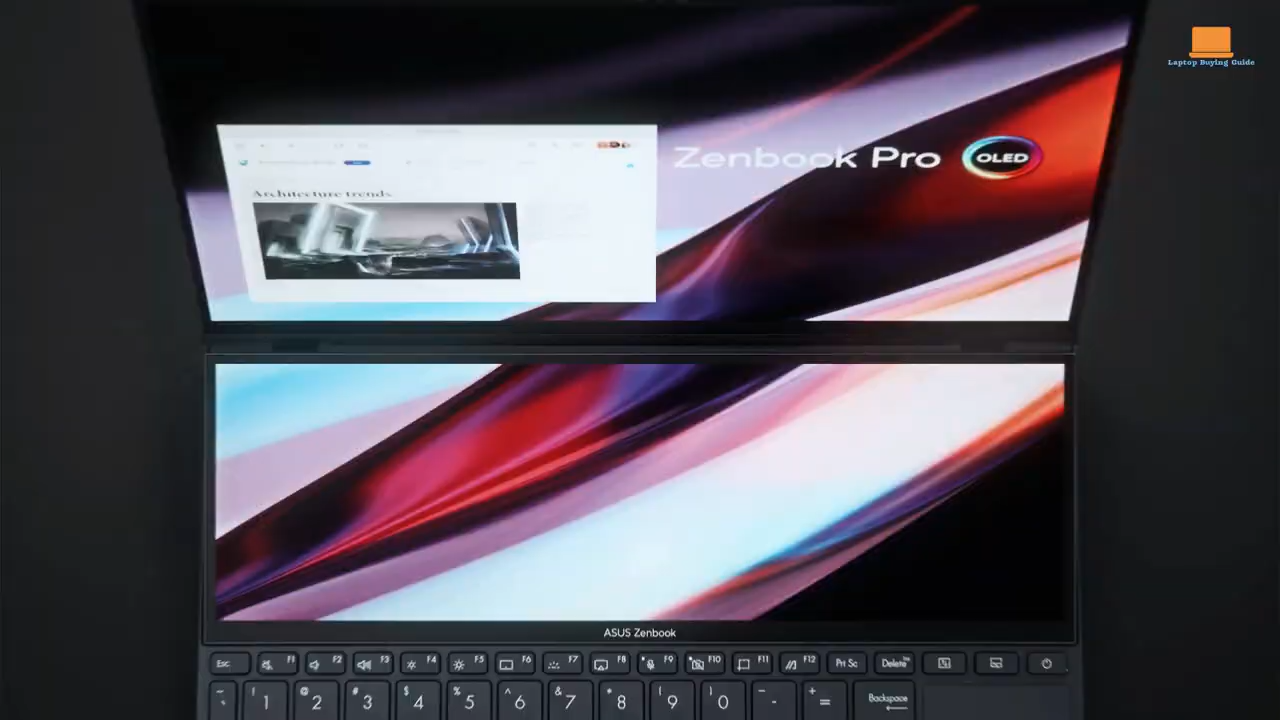 Laptop Buying Guide
Zenbook Pro OLED
Architecture trends
ASUS Zenbook
Esc F1 F2 F3 F4 F5 F6 F7 F8 F9 F10 F11 F12 Prt Sc Delete
~ ! 1 @ 2 # 3 $ 4 % 5 ^ 6 & 7 * 8 ( 9 ) 0 - + = Backspace